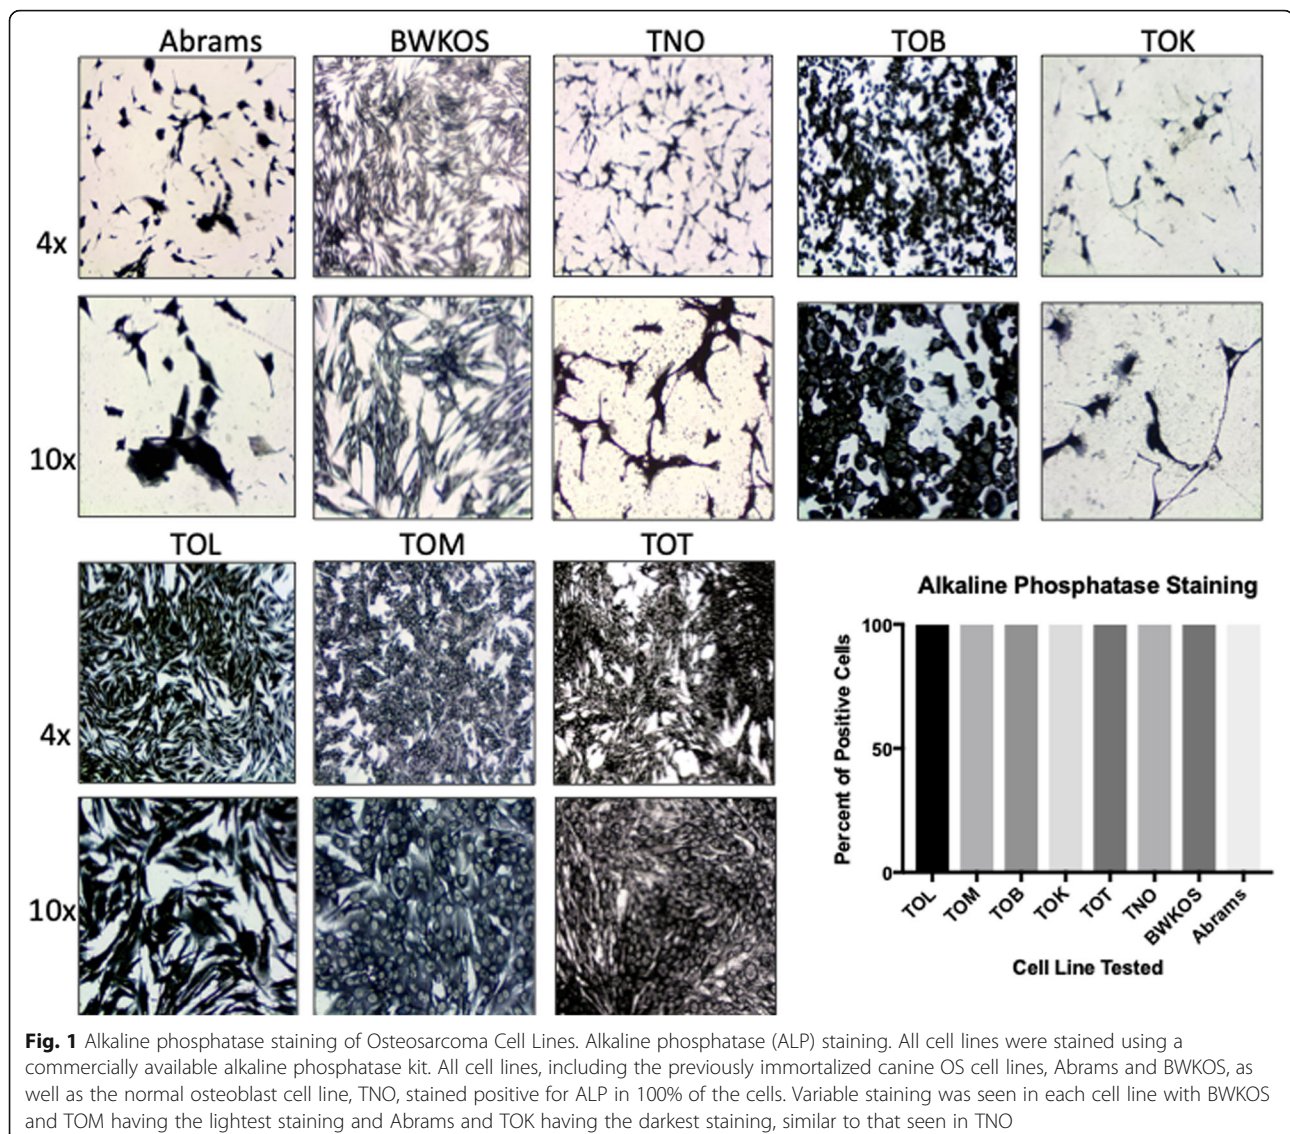 Abrams BWKOS TNO TOB TOK
4x
10x
TOL TOM TOT
4x
10x
Alkaline Phosphatase Staining
Percent of Positive Cells
100
50
0
TOL TOM TOB TOK TOT TNO BWKOS Abrams
Cell Line Tested
Fig. 1 Alkaline phosphatase staining of Osteosarcoma Cell Lines. Alkaline phosphatase (ALP) staining. All cell lines were stained using a
commercially available alkaline phosphatase kit. All cell lines, including the previously immortalized canine OS cell lines, Abrams and BWKOS, as
well as the normal osteoblast cell line, TNO, stained positive for ALP in 100% of the cells. Variable staining was seen in each cell line with BWKOS
and TOM having the lightest staining and Abrams and TOK having the darkest staining, similar to that seen in TNO